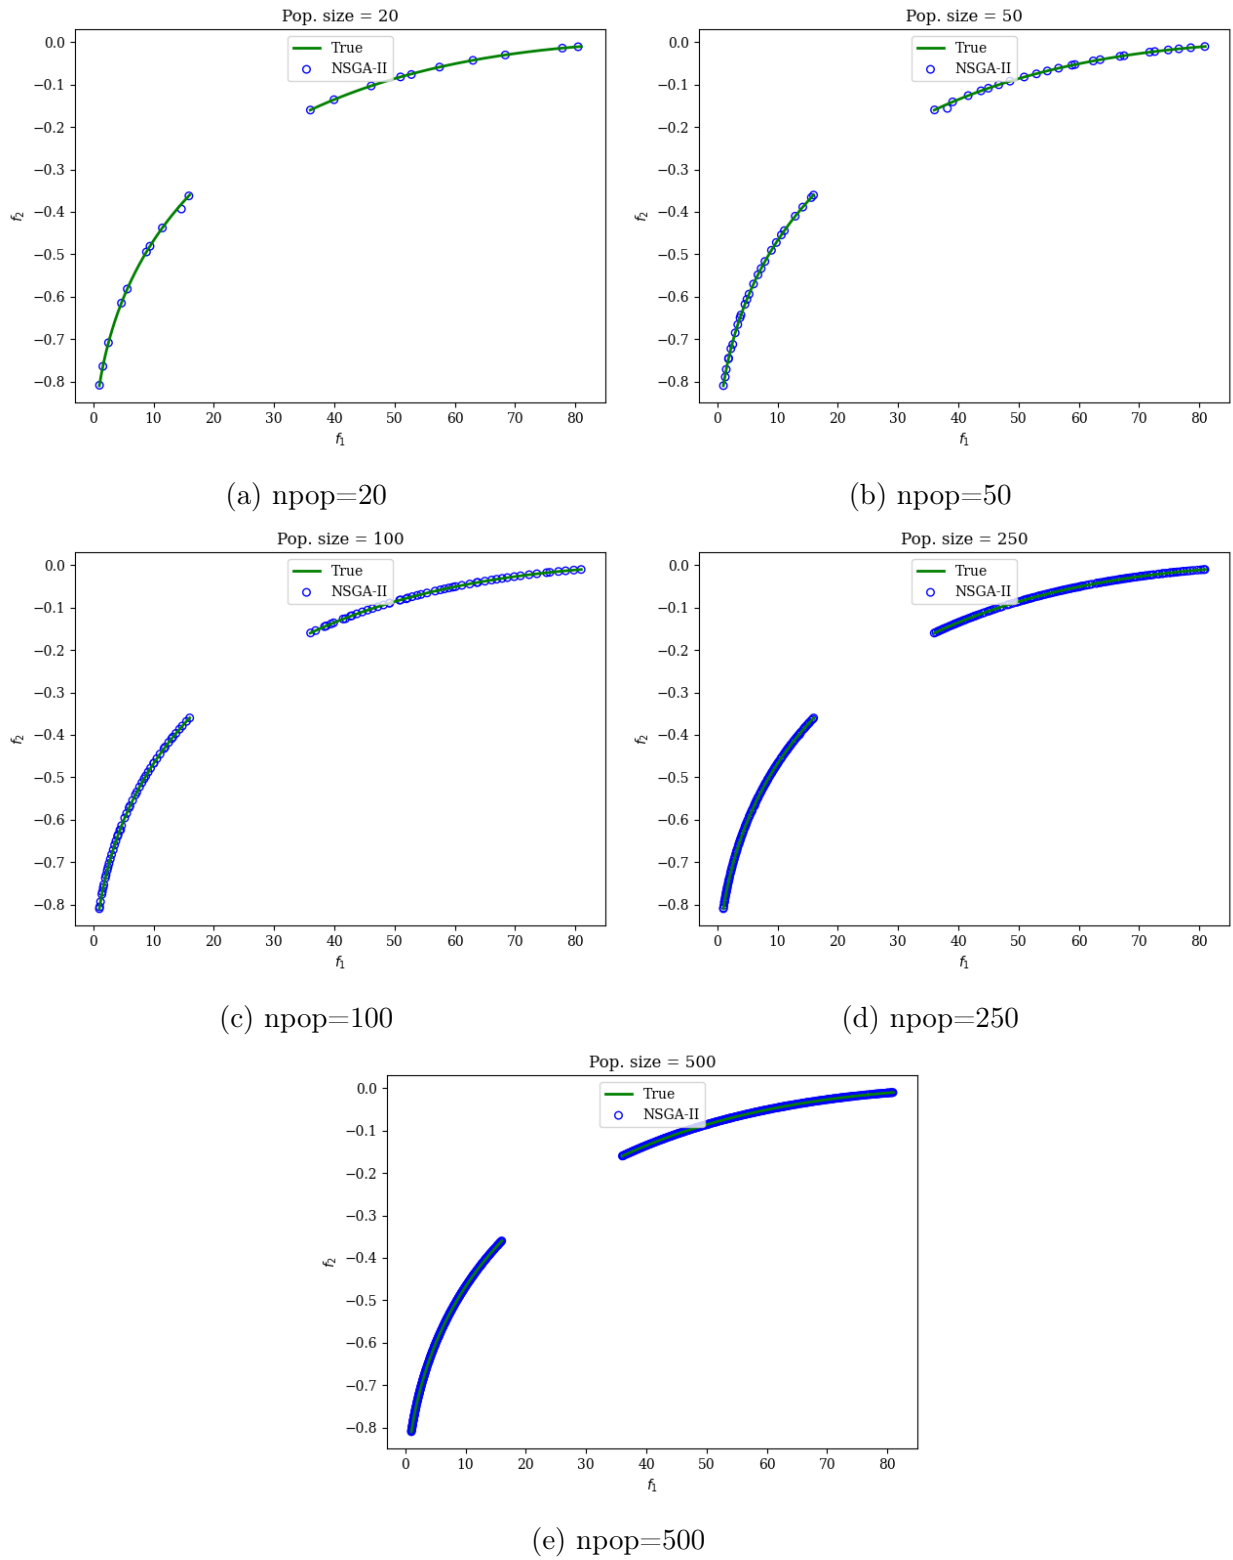 Pop. size = 20
True
NSGA-II
0.0
−0.1
−0.2
−0.3
−0.4
−0.5
−0.6
−0.7
−0.8
f₂
0 10 20 30 40 50 60 70 80
f₁
(a) npop=20
Pop. size = 50
True
NSGA-II
0.0
−0.1
−0.2
−0.3
−0.4
−0.5
−0.6
−0.7
−0.8
f₂
0 10 20 30 40 50 60 70 80
f₁
(b) npop=50
Pop. size = 100
True
NSGA-II
0.0
−0.1
−0.2
−0.3
−0.4
−0.5
−0.6
−0.7
−0.8
f₂
0 10 20 30 40 50 60 70 80
f₁
(c) npop=100
Pop. size = 250
True
NSGA-II
0.0
−0.1
−0.2
−0.3
−0.4
−0.5
−0.6
−0.7
−0.8
f₂
0 10 20 30 40 50 60 70 80
f₁
(d) npop=250
Pop. size = 500
True
NSGA-II
0.0
−0.1
−0.2
−0.3
−0.4
−0.5
−0.6
−0.7
−0.8
f₂
0 10 20 30 40 50 60 70 80
f₁
(e) npop=500